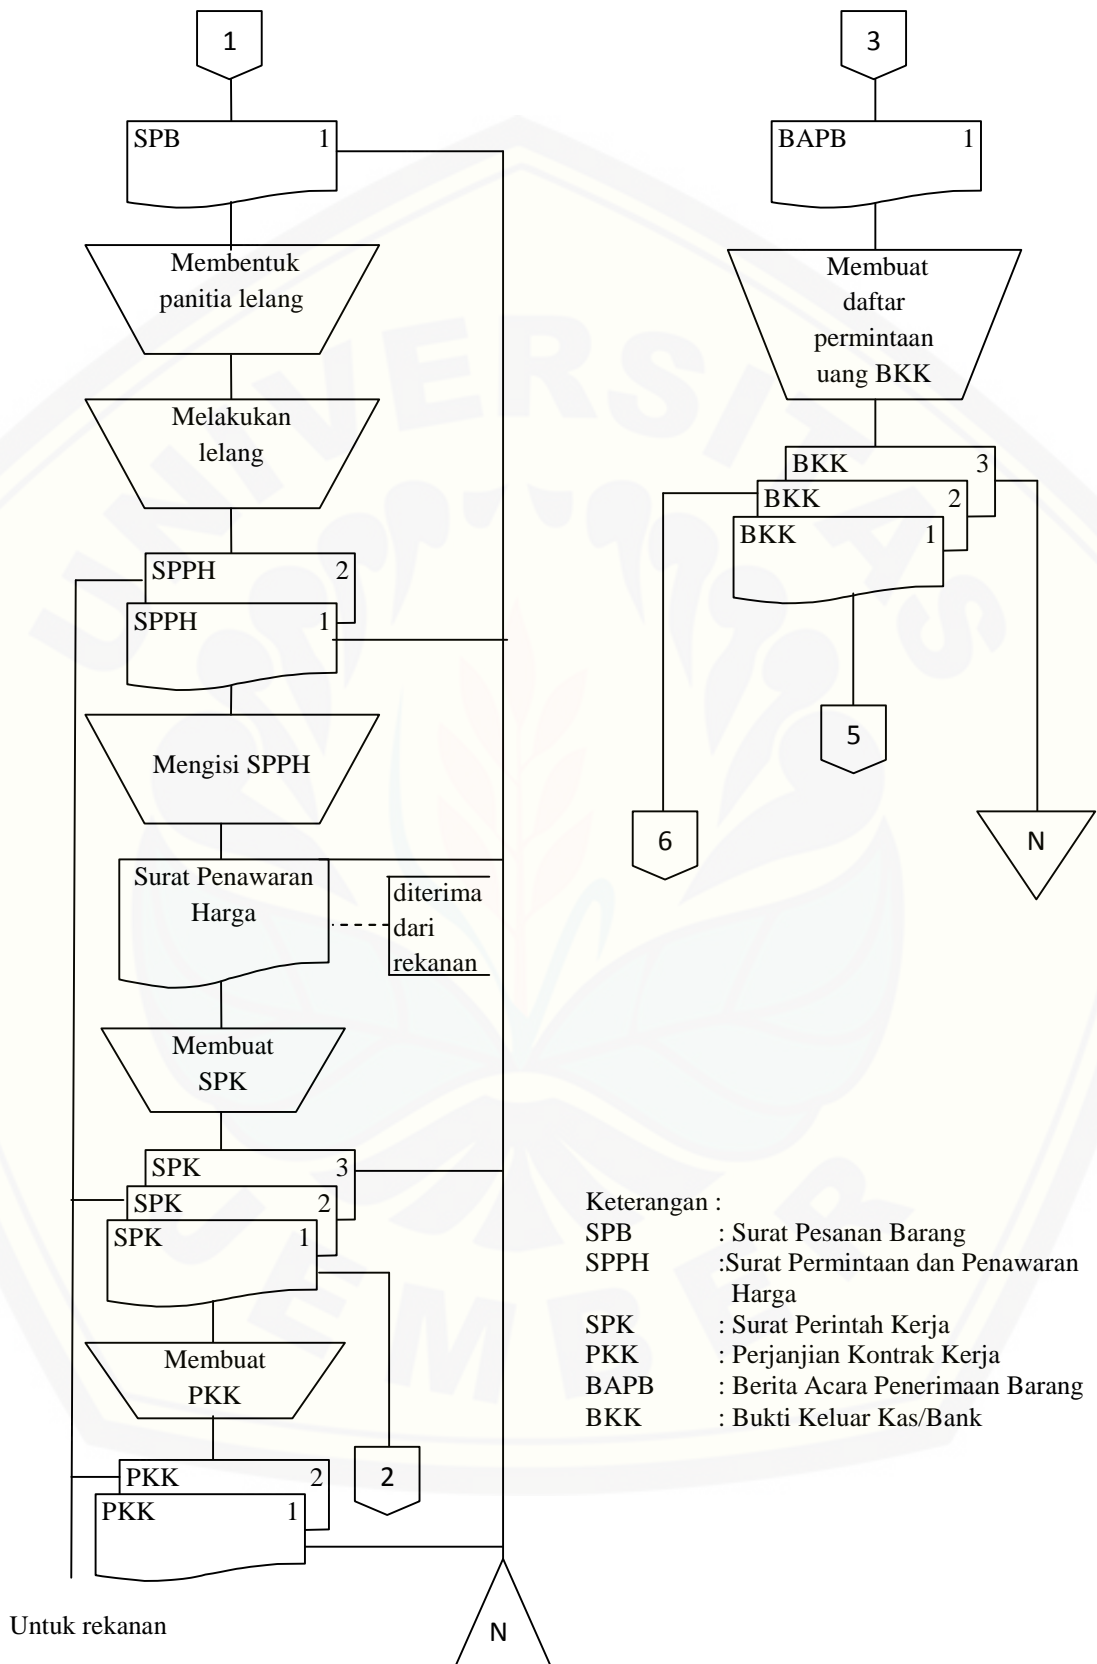 1
SPB 1
Membentuk
panitia lelang
Melakukan
lelang
SPPH 2
SPPH 1
Mengisi SPPH
Surat Penawaran
Harga
diterima
dari
rekanan
Membuat
SPK
SPK 3
SPK 2
SPK 1
Membuat
PKK
2
PKK 2
PKK 1
Untuk rekanan
N
3
BAPB 1
Membuat
daftar
permintaan
uang BKK
BKK 3
BKK 2
BKK 1
5
6
N
Keterangan :
SPB : Surat Pesanan Barang
SPPH :Surat Permintaan dan Penawaran
Harga
SPK : Surat Perintah Kerja
PKK : Perjanjian Kontrak Kerja
BAPB : Berita Acara Penerimaan Barang
BKK : Bukti Keluar Kas/Bank
UNIVERSITAS
JEMBER